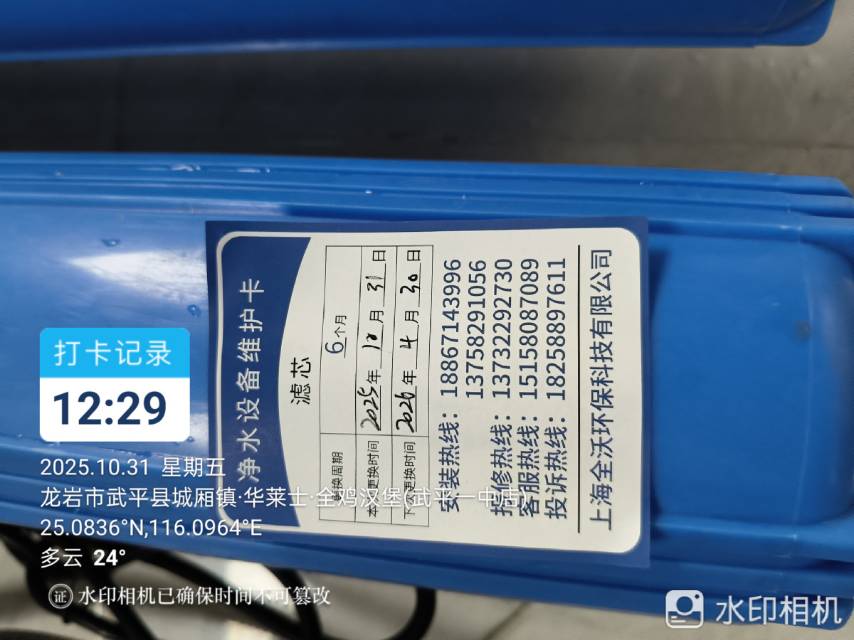 净水设备维护卡
滤芯
更换周期 6个月
本次更换时间 2025年10月31日
下次更换时间 2026年4月30日
安装热线：18867143996
13758291056
报修热线：13732292730
客服热线：15158087089
投诉热线：18258897611
上海全沃环保科技有限公司
打卡记录
12:29
2025.10.31 星期五
龙岩市武平县城厢镇·华莱士·全鸡汉堡(武平一中店)
25.0836°N,116.0964°E
多云 24°
证 水印相机已确保时间不可篡改
水印相机